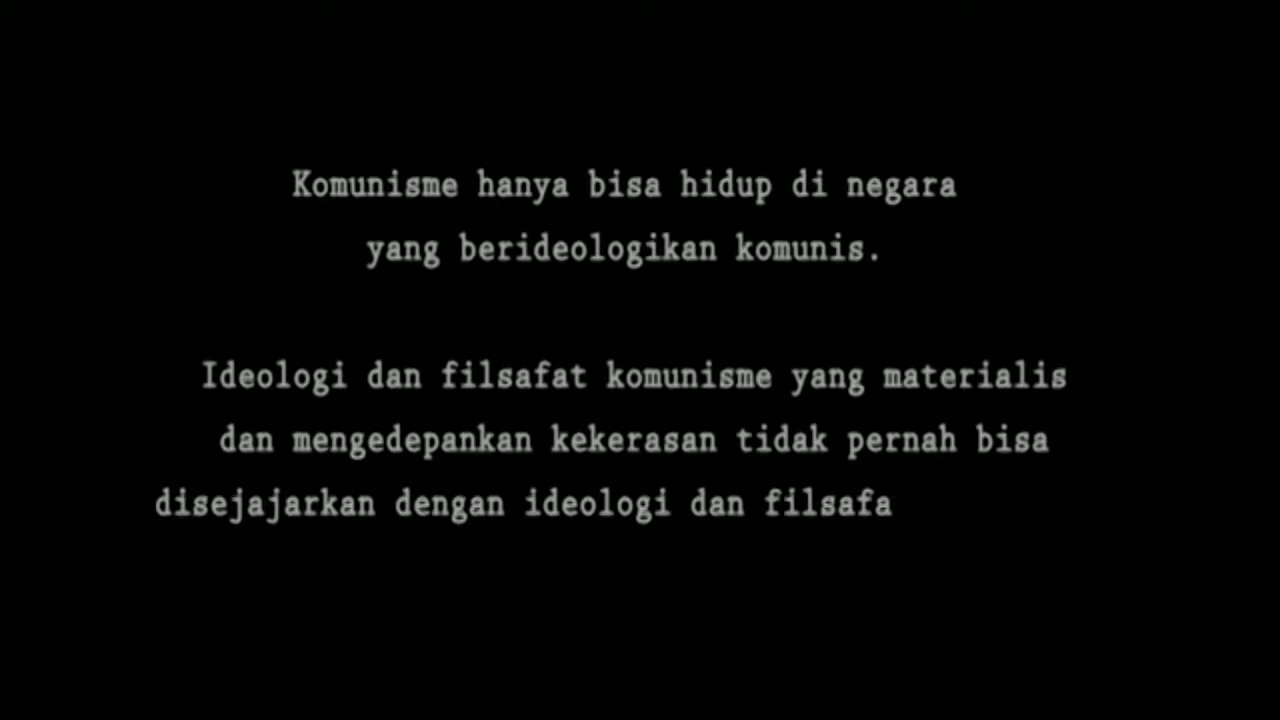 Komunisme hanya bisa hidup di negara
yang berideologikan komunis.
Ideologi dan filsafat komunisme yang materialis
dan mengedepankan kekerasan tidak pernah bisa
disejajarkan dengan ideologi dan filsafa